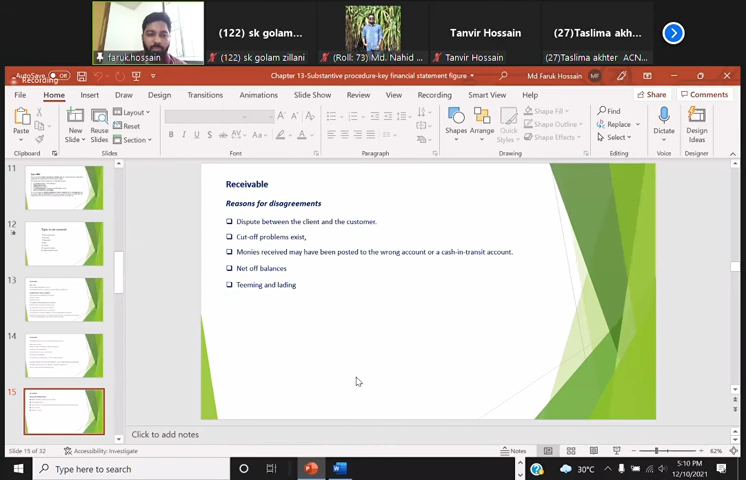 faruk.hossain
(122) sk golam...
(122) sk golam zillani
(Roll: 73) Md. Nahid ...
Tanvir Hossain
Tanvir Hossain
(27)Taslima akh...
(27)Taslima akhter ACN...
AutoSave
Off
Recording
Chapter 13-Substantive procedure-key financial statement figure
Md Faruk Hossain
MF
File
Home
Insert
Draw
Design
Transitions
Animations
Slide Show
Review
View
Recording
Smart View
Share
Comments
Paste
New
Slide
Reuse
Slides
Layout
Reset
Section
Shapes
Arrange
Quick
Styles
Shape Fill
Shape Outline
Shape Effects
Find
Replace
Select
Dictate
Design
Ideas
Clipboard
Slides
Font
Paragraph
Drawing
Editing
Voice
Designer
11
12
13
14
15
Receivable
Reasons for disagreements
Dispute between the client and the customer.
Cut-off problems exist,
Monies received may have been posted to the wrong account or a cash-in-transit account.
Net off balances
Teeming and lading
Click to add notes
Slide 15 of 32
Accessibility: Investigate
Notes
62%
Type here to search
30°C
5:10 PM
12/10/2021